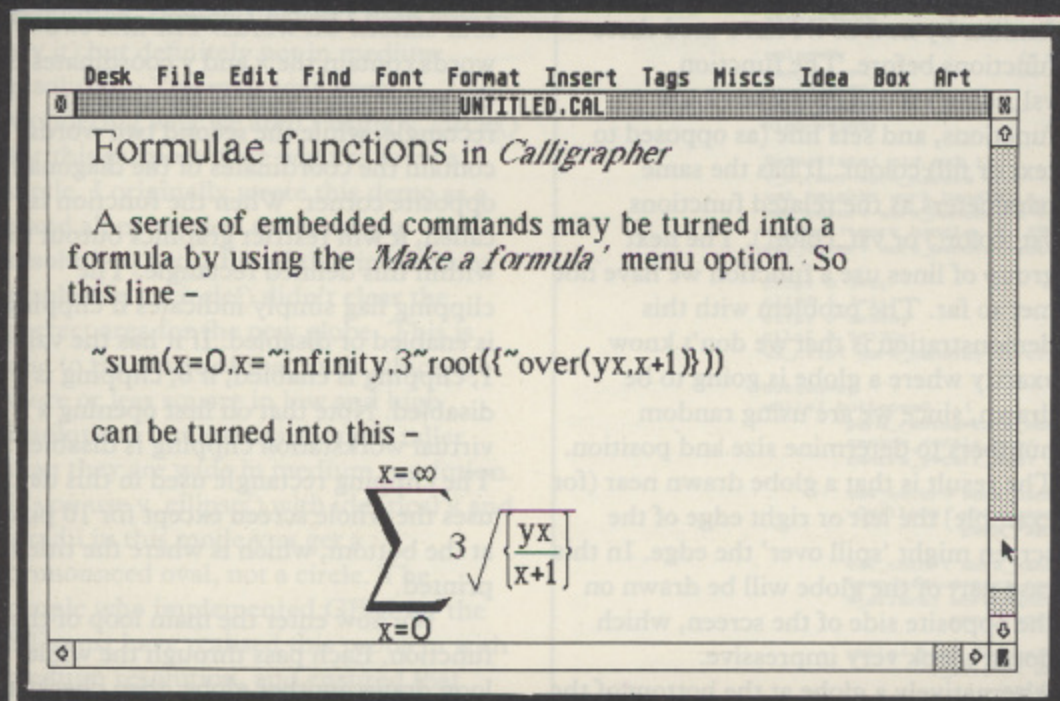 Desk File Edit Find Font Format Insert Tags Miscs Idea Box Art
UNTITLED.CAL
Formulae functions in Calligrapher
A series of embedded commands may be turned into a
formula by using the 'Make a formula' menu option. So
this line –
~sum(x=0,x=~infinity,3~root({~over(yx,x+1)}))
can be turned into this –
x=∞
∑ 3 √{yx
x+1}
x=0